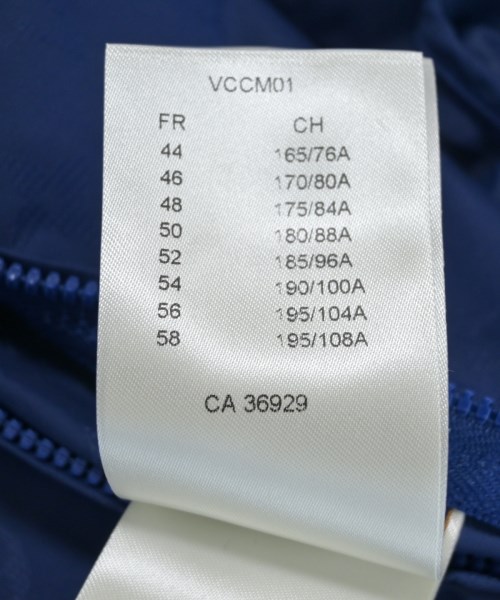 VCCM01
FR CH
44 165/76A
46 170/80A
48 175/84A
50 180/88A
52 185/96A
54 190/100A
56 195/104A
58 195/108A
CA 36929